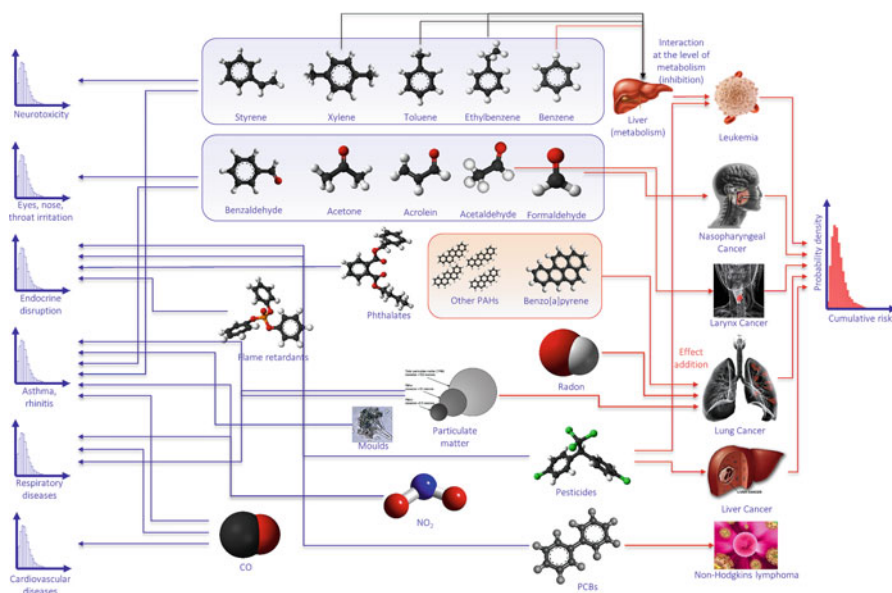 Interaction
at the level of
metabolism
(inhibition)
Neurotoxicity
Styrene
Xylene
Toluene
Ethylbenzene
Benzene
Liver
(metabolism)
Leukemia
Eyes, nose,
throat irritation
Benzaldehyde
Acetone
Acrolein
Acetaldehyde
Formaldehyde
Nasopharyngeal
Cancer
Probability density
Cumulative risk
Endocrine
disruption
Phthalates
Other PAHs
Benzo[a]pyrene
Larynx Cancer
Flame retardants
Effect
addition
Radon
Asthma,
rhinitis
Moulds
Particulate
matter
Lung Cancer
Respiratory
diseases
NO2
Pesticides
Liver Cancer
Cardiovascular
diseases
CO
PCBs
Non-Hodgkins lymphoma